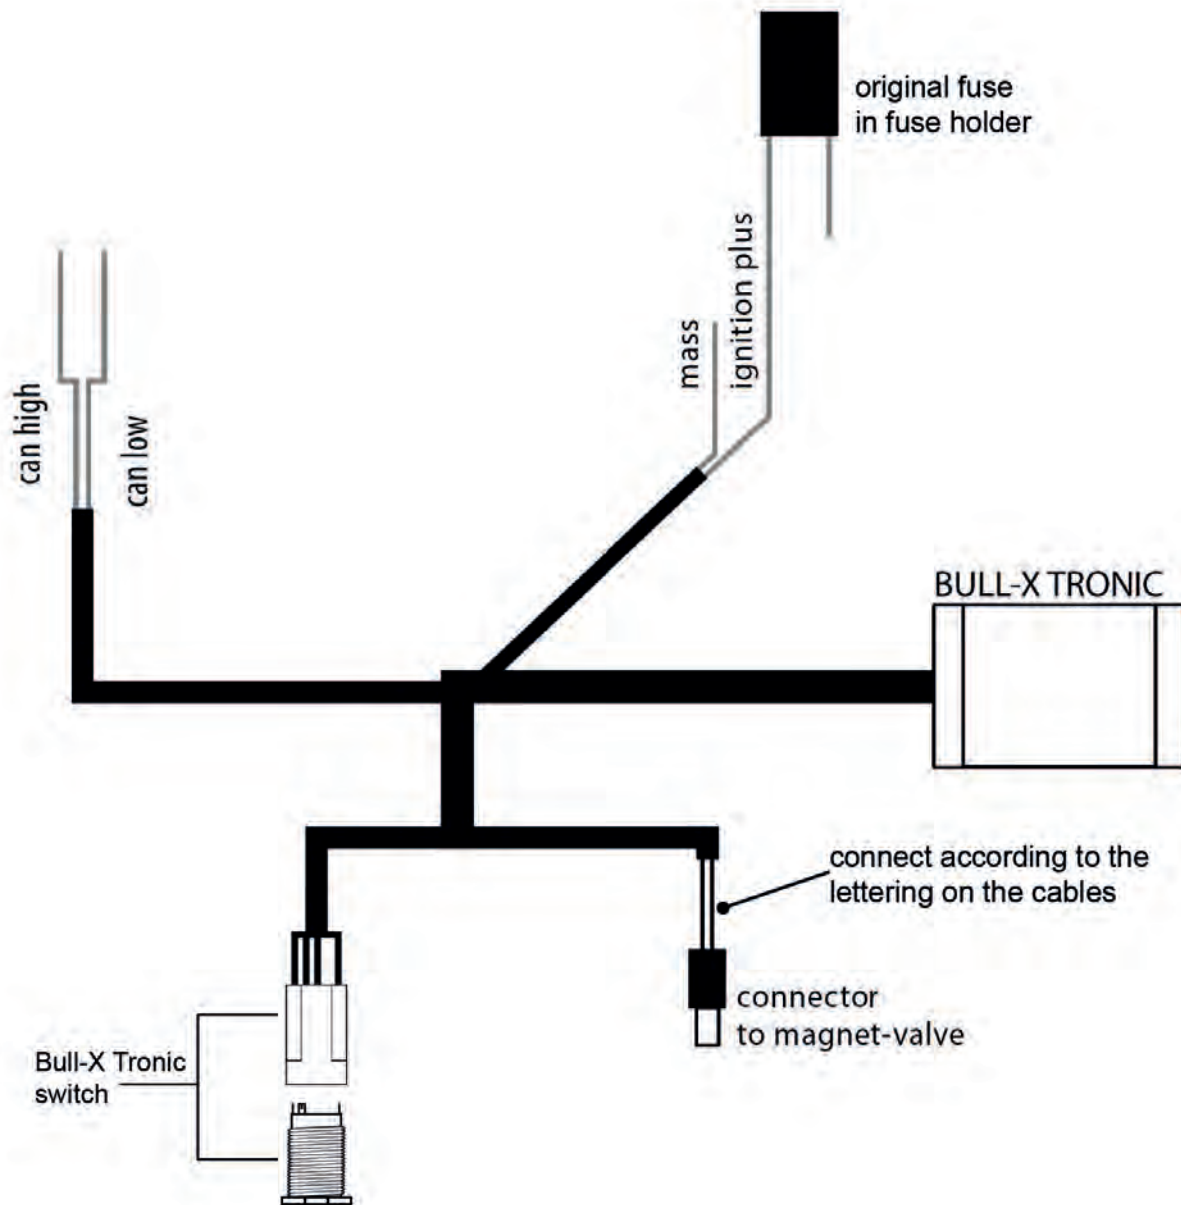 original fuse
in fuse holder
mass
ignition plus
can high
can low
BULL-X TRONIC
connect according to the
lettering on the cables
connector
to magnet-valve
Bull-X Tronic
switch